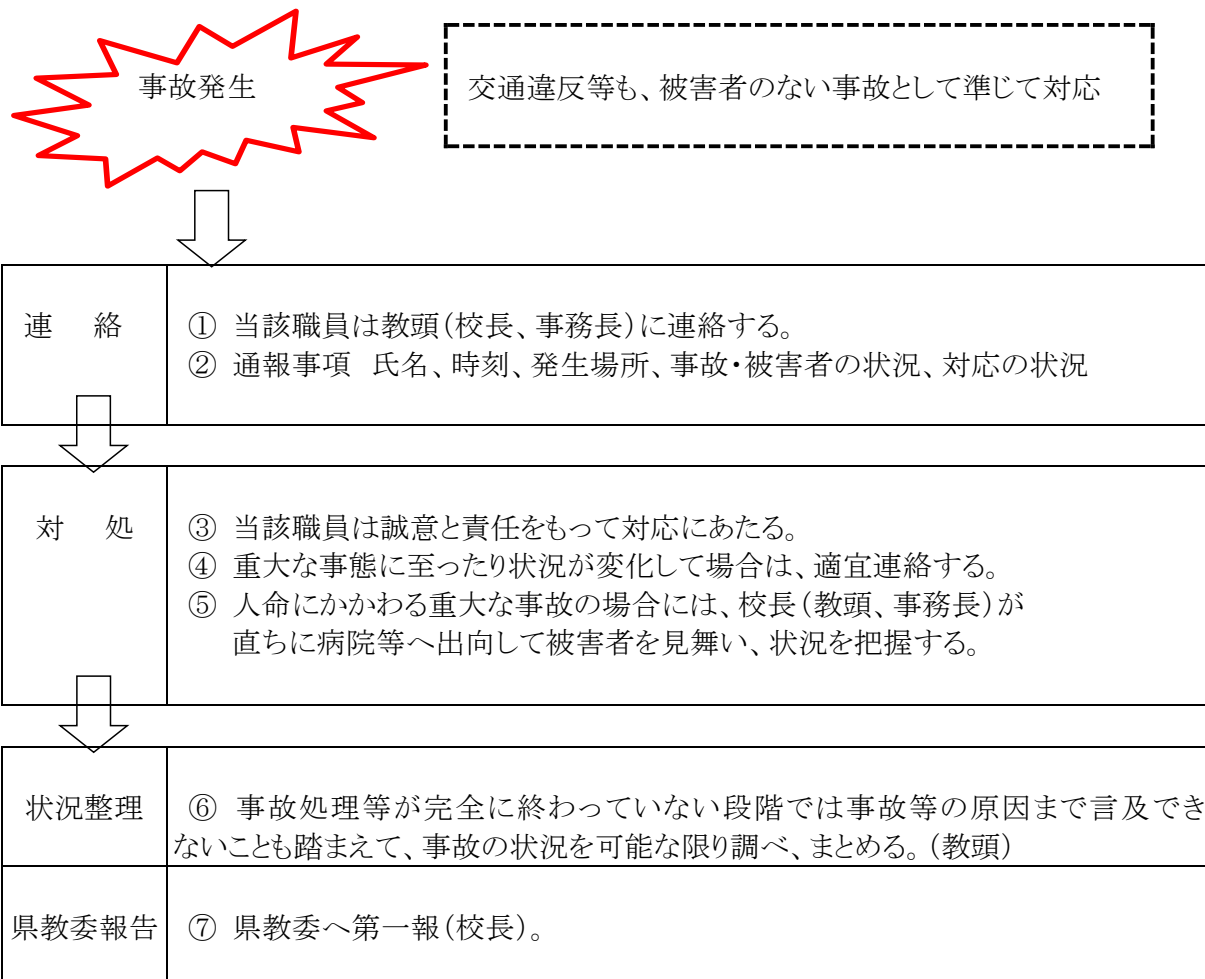 事故発生
交通違反等も、被害者のない事故として準じて対応
連　絡
① 当該職員は教頭（校長、事務長）に連絡する。
② 通報事項　氏名、時刻、発生場所、事故・被害者の状況、対応の状況
対　処
③ 当該職員は誠意と責任をもって対応にあたる。
④ 重大な事態に至ったり状況が変化して場合は、適宜連絡する。
⑤ 人命にかかわる重大な事故の場合には、校長（教頭、事務長）が
直ちに病院等へ出向して被害者を見舞い、状況を把握する。
状況整理
⑥ 事故処理等が完全に終わっていない段階では事故等の原因まで言及でき
ないことも踏まえて、事故の状況を可能な限り調べ、まとめる。（教頭）
県教委報告
⑦ 県教委へ第一報（校長）。